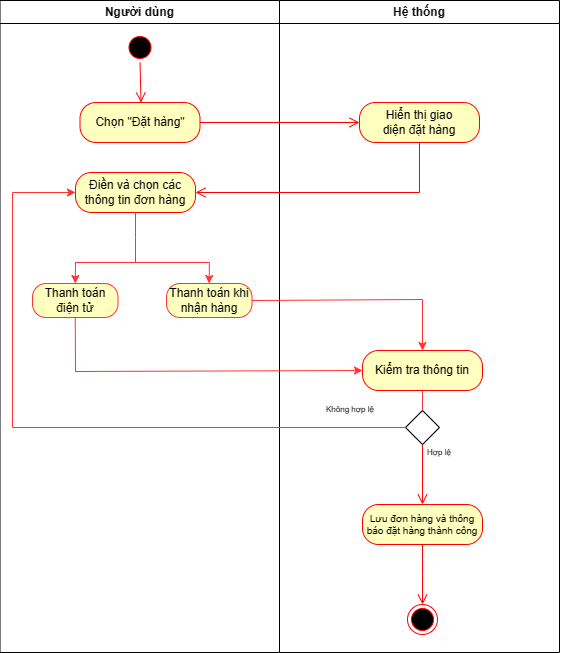 Người dùng
Hệ thống
Chọn "Đặt hàng"
Hiển thị giao
diện đặt hàng
Điền và chọn các
thông tin đơn hàng
Thanh toán
điện tử
Thanh toán khi
nhận hàng
Kiểm tra thông tin
Không hợp lệ
Hợp lệ
Lưu đơn hàng và thông
báo đặt hàng thành công